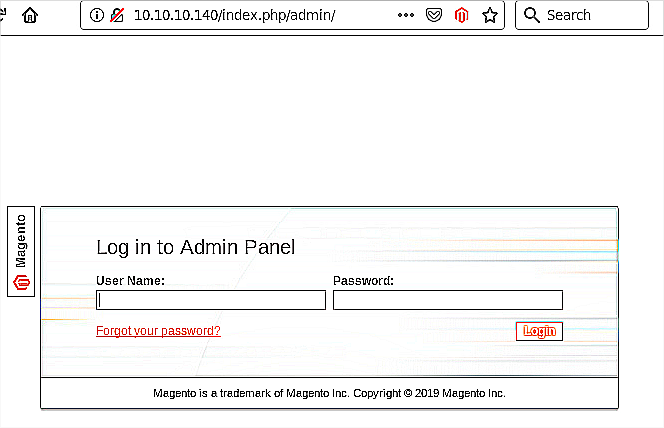 10.10.10.140/index.php/admin/
Search
Magento
Log in to Admin Panel
User Name:
Password:
Forgot your password?
Login
Magento is a trademark of Magento Inc. Copyright © 2019 Magento Inc.